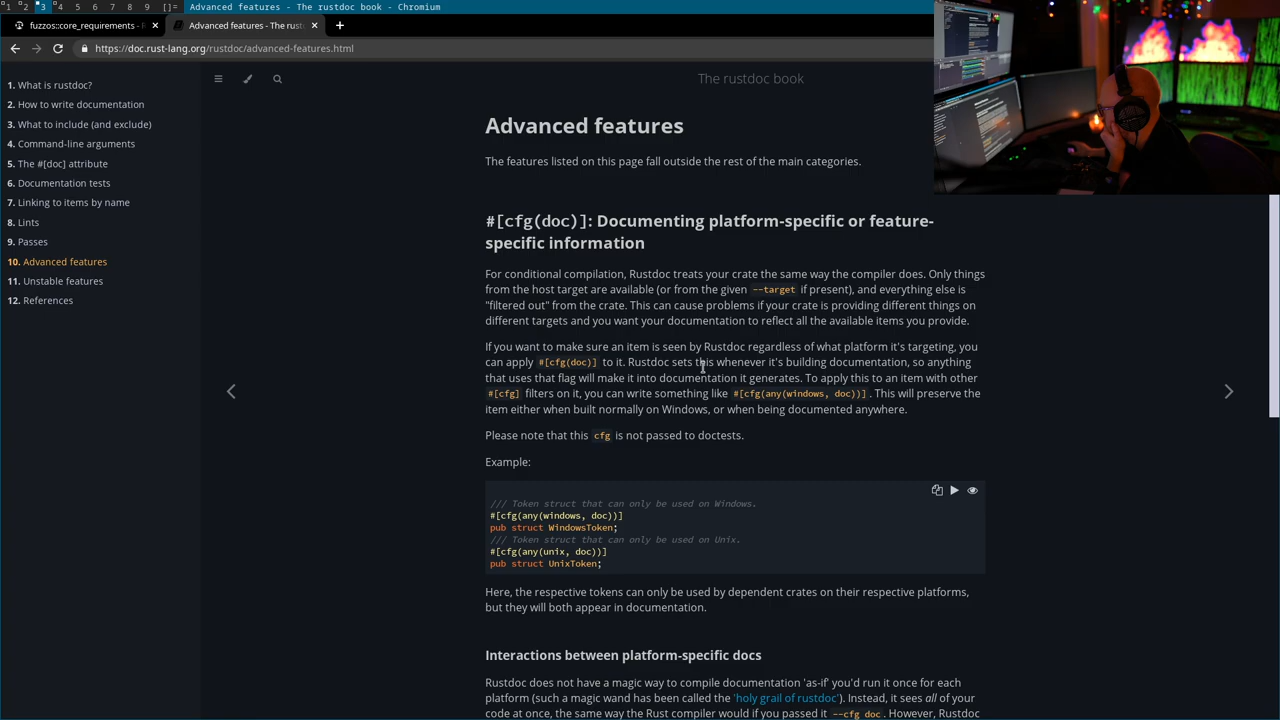 1 2 3 4 5 6 7 8 9 []= Advanced features - The rustdoc book - Chromium
fuzzos::core_requirements - R
Advanced features - The rust
https://doc.rust-lang.org/rustdoc/advanced-features.html
The rustdoc book
1. What is rustdoc?
2. How to write documentation
3. What to include (and exclude)
4. Command-line arguments
5. The #[doc] attribute
6. Documentation tests
7. Linking to items by name
8. Lints
9. Passes
10. Advanced features
11. Unstable features
12. References
Advanced features
The features listed on this page fall outside the rest of the main categories.
#[cfg(doc)]: Documenting platform-specific or feature-
specific information
For conditional compilation, Rustdoc treats your crate the same way the compiler does. Only things
from the host target are available (or from the given --target if present), and everything else is
"filtered out" from the crate. This can cause problems if your crate is providing different things on
different targets and you want your documentation to reflect all the available items you provide.
If you want to make sure an item is seen by Rustdoc regardless of what platform it's targeting, you
can apply #[cfg(doc)] to it. Rustdoc sets this whenever it's building documentation, so anything
that uses that flag will make it into documentation it generates. To apply this to an item with other
#[cfg] filters on it, you can write something like #[cfg(any(windows, doc))]. This will preserve the
item either when built normally on Windows, or when being documented anywhere.
Please note that this cfg is not passed to doctests.
Example:
/// Token struct that can only be used on Windows.
#[cfg(any(windows, doc))]
pub struct WindowsToken;
/// Token struct that can only be used on Unix.
#[cfg(any(unix, doc))]
pub struct UnixToken;
Here, the respective tokens can only be used by dependent crates on their respective platforms,
but they will both appear in documentation.
Interactions between platform-specific docs
Rustdoc does not have a magic way to compile documentation 'as-if' you'd run it once for each
platform (such a magic wand has been called the 'holy grail of rustdoc'). Instead, it sees all of your
code at once, the same way the Rust compiler would if you passed it --cfg doc. However, Rustdoc